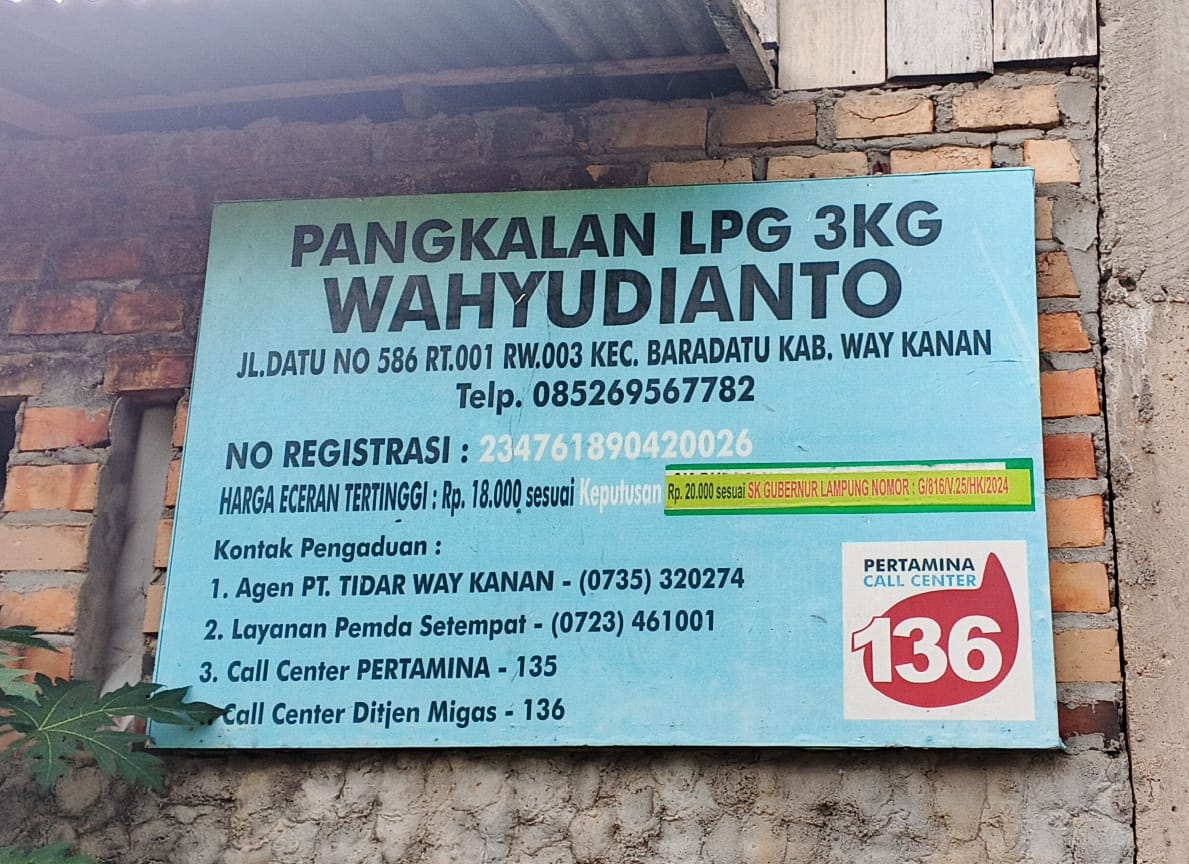 PANGKALAN LPG 3KG
WAHYUDIANTO
JL.DATU NO 586 RT.001 RW.003 KEC. BARADATU KAB. WAY KANAN
Telp. 085269567782
NO REGISTRASI : 234761890420026
HARGA ECERAN TERTINGGI : Rp. 18.000 sesuai Keputusan Rp. 20.000 sesuai SK GUBERNUR LAMPUNG NOMOR : G/816/V.25/HK/2024
Kontak Pengaduan :
1. Agen PT. TIDAR WAY KANAN - (0735) 320274
2. Layanan Pemda Setempat - (0723) 461001
3. Call Center PERTAMINA - 135
Call Center Ditjen Migas - 136
PERTAMINA
CALL CENTER
136